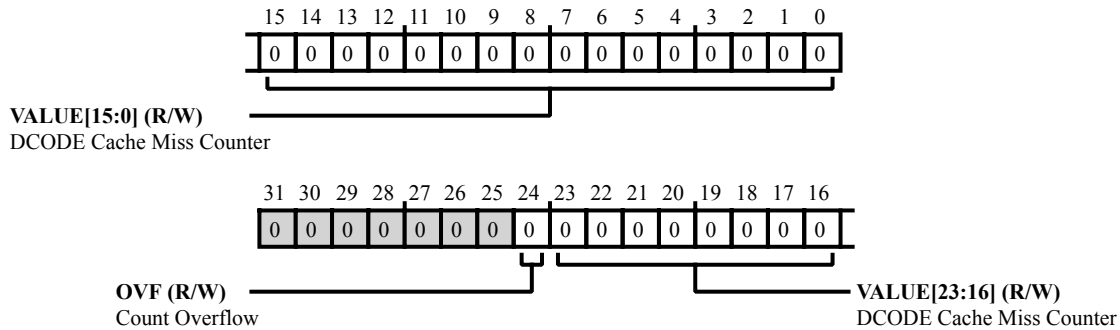 15 14 13 12 11 10 9 8 7 6 5 4 3 2 1 0
0 0 0 0 0 0 0 0 0 0 0 0 0 0 0 0
VALUE[15:0] (R/W)
DCODE Cache Miss Counter
31 30 29 28 27 26 25 24 23 22 21 20 19 18 17 16
0 0 0 0 0 0 0 0 0 0 0 0 0 0 0 0
OVF (R/W)
Count Overflow
VALUE[23:16] (R/W)
DCODE Cache Miss Counter